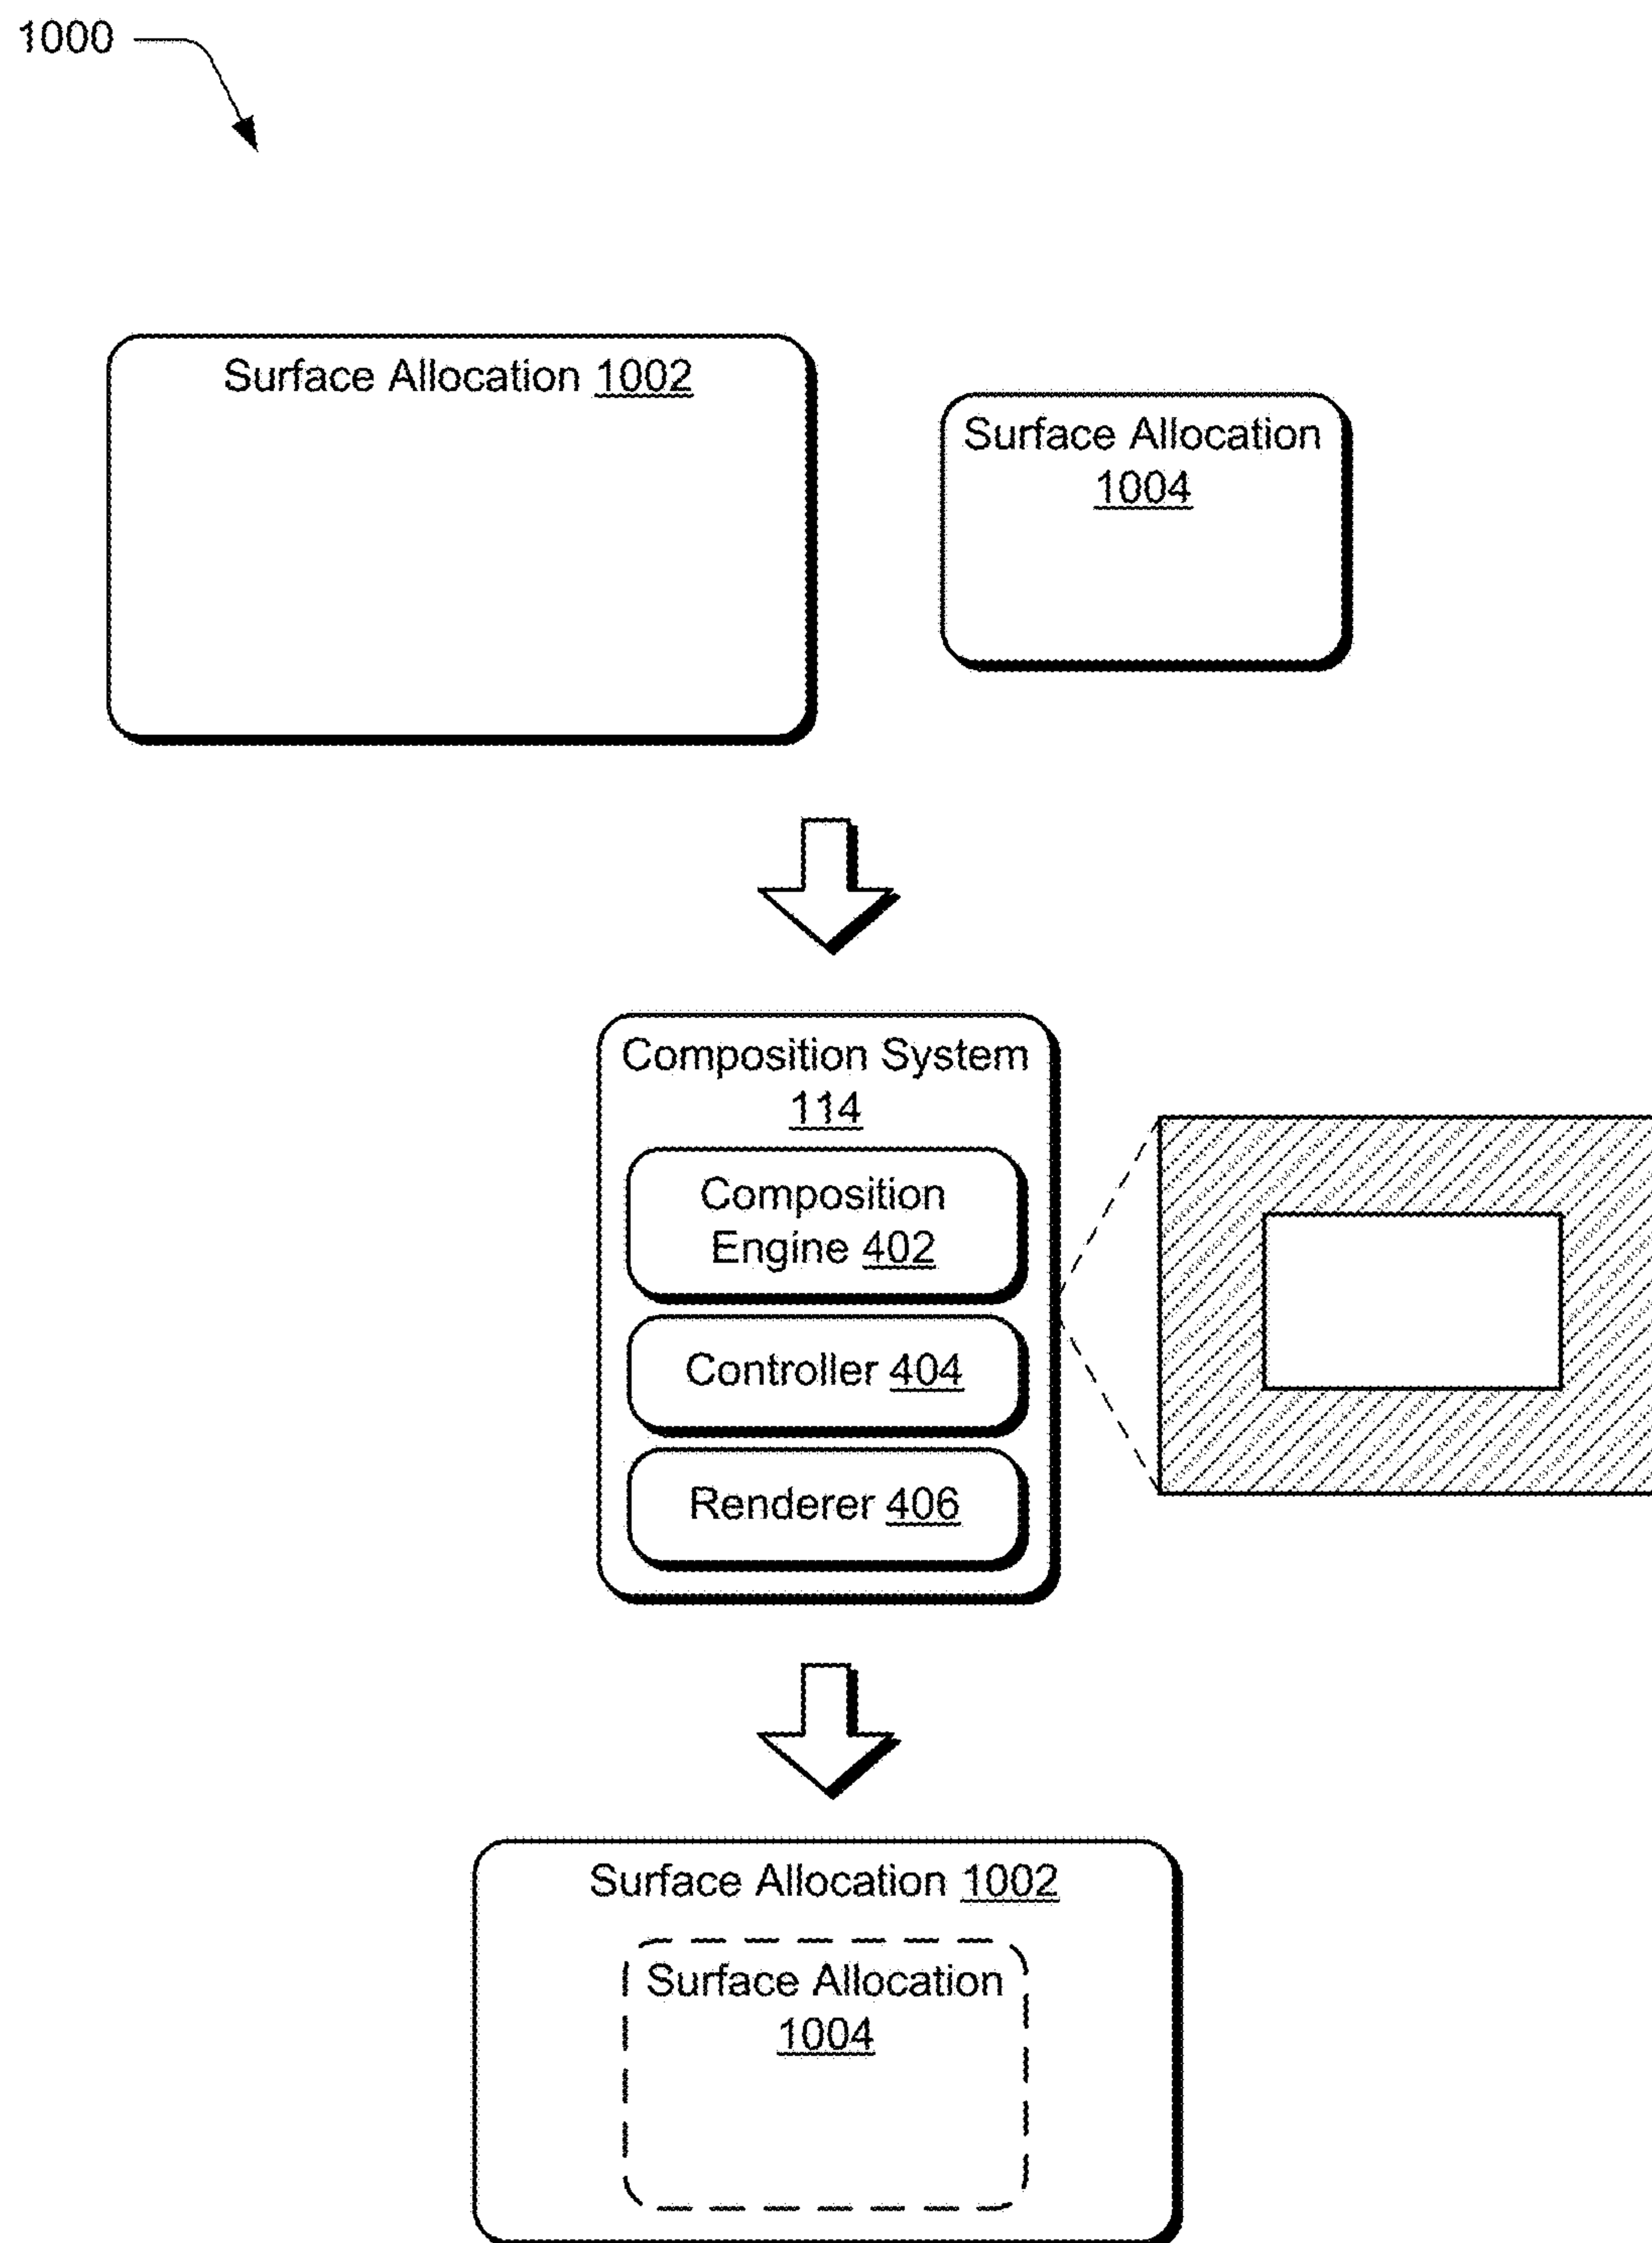 1000
Surface Allocation 1002
Surface Allocation
1004
Composition System
114
Composition
Engine 402
Controller 404
Renderer 406
Surface Allocation 1002
Surface Allocation
1004